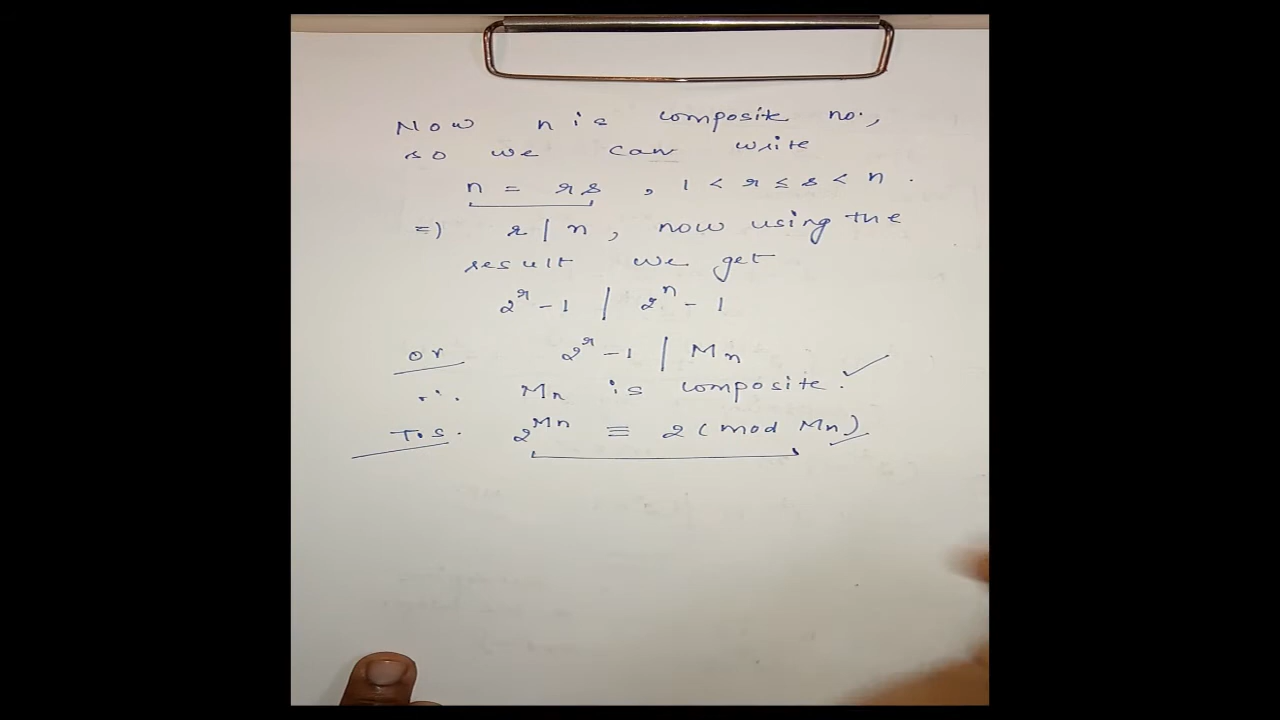 Now n is composite no.,
so we can write
n = rs , 1 < r ≤ s < n .
=) r | n , now using the
result we get
2^r - 1 | 2^n - 1
or 2^r - 1 | Mn
∴ Mn is composite. ✓
T.S. 2^Mn ≡ 2 (mod Mn)